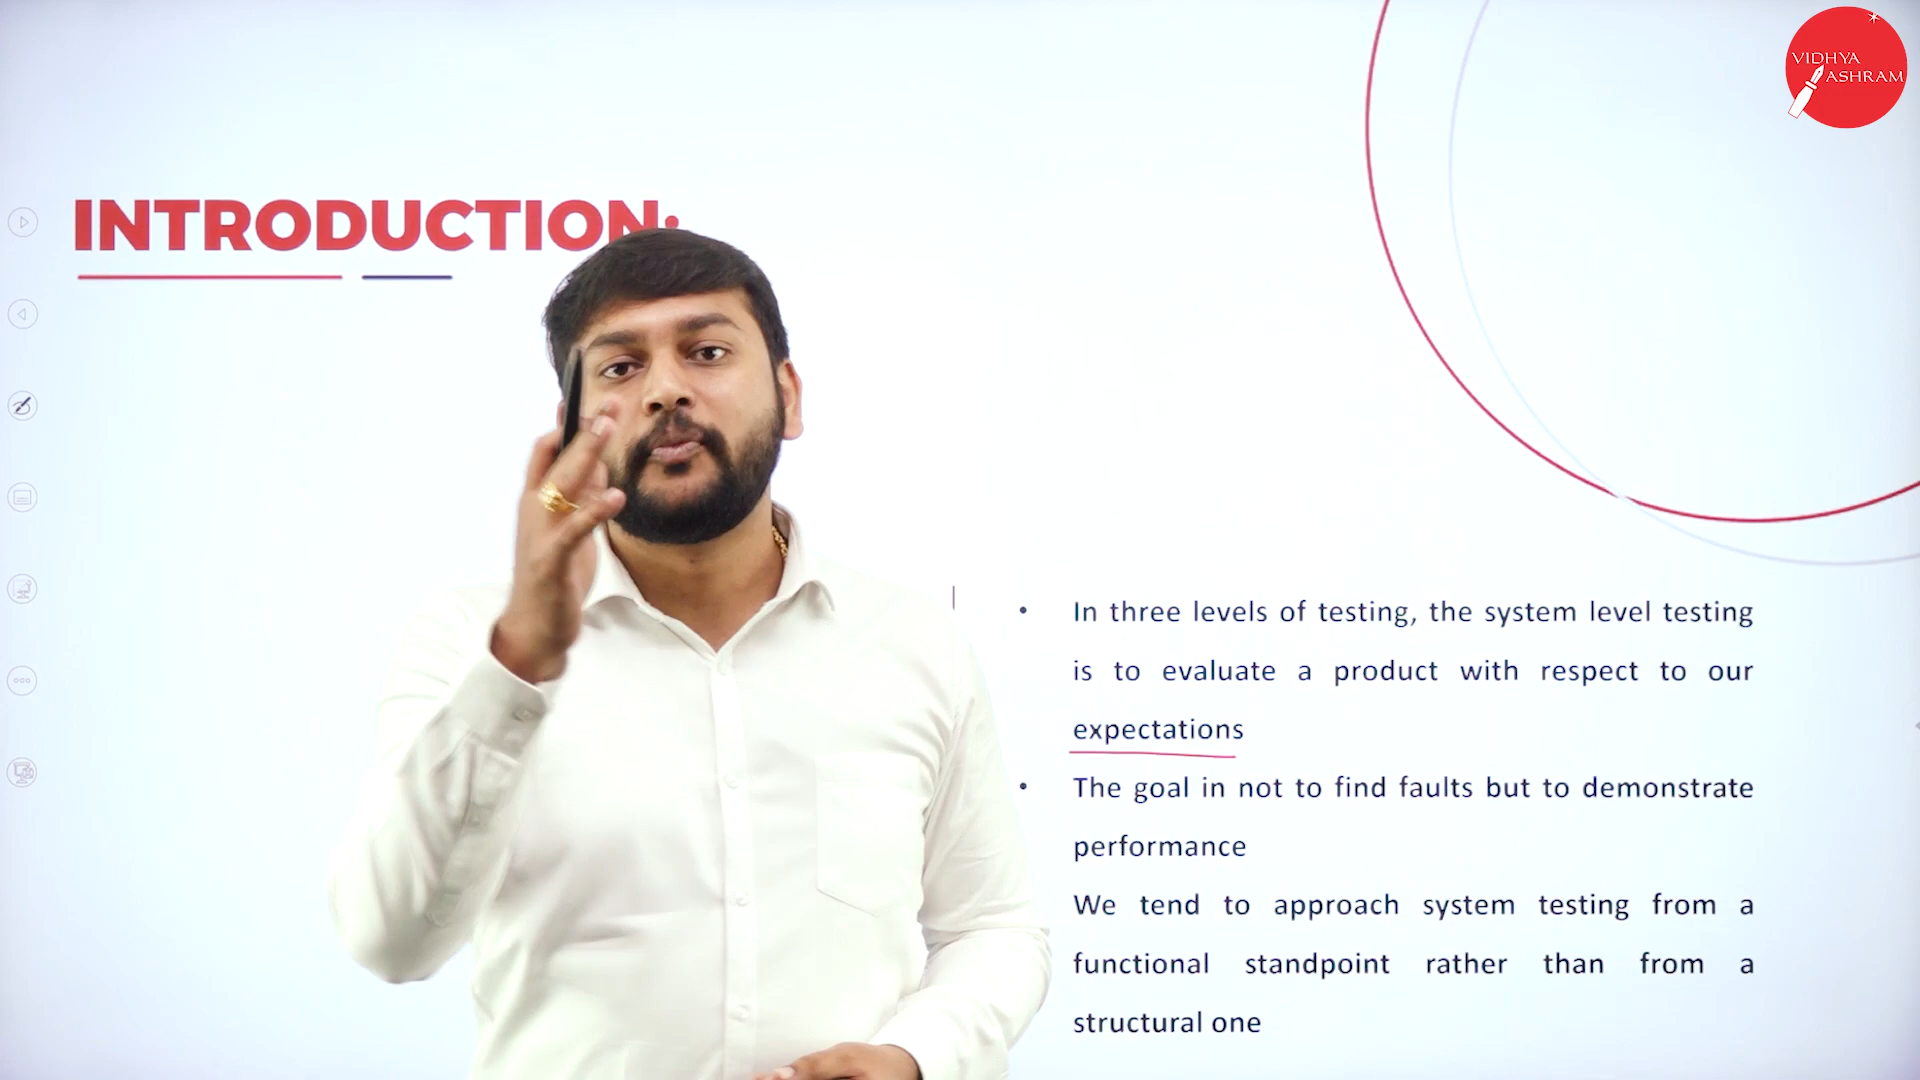 VIDHYA
ASHRAM
INTRODUCTION:
• In three levels of testing, the system level testing
is to evaluate a product with respect to our
expectations
• The goal in not to find faults but to demonstrate
performance
We tend to approach system testing from a
functional standpoint rather than from a
structural one